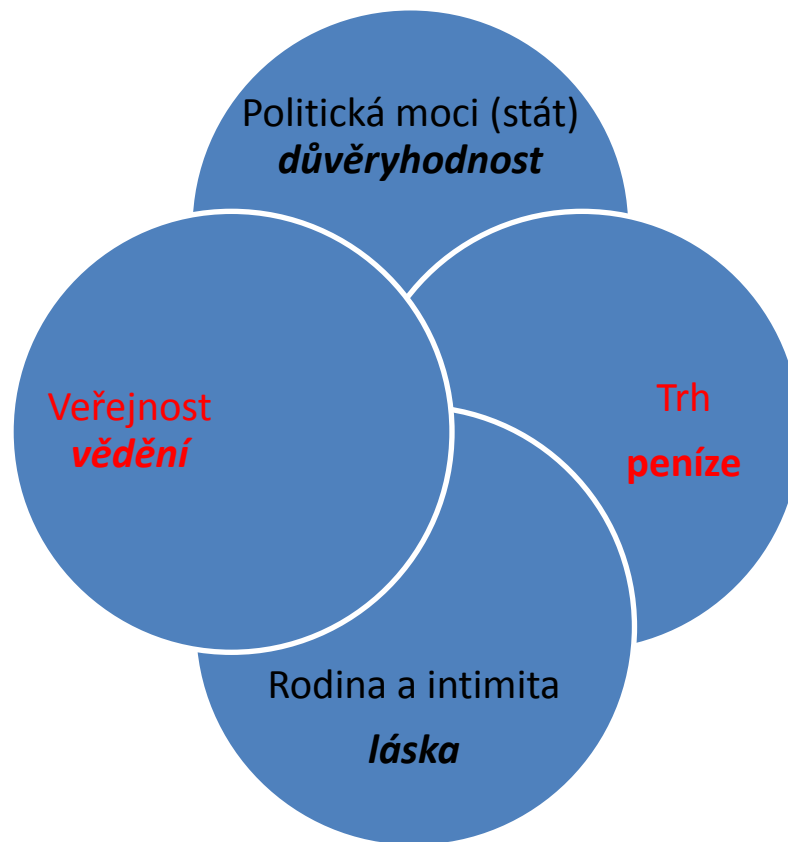 Politická moci (stát)
důvěryhodnost
Veřejnost
vědění
Trh
peníze
Rodina a intimita
láska